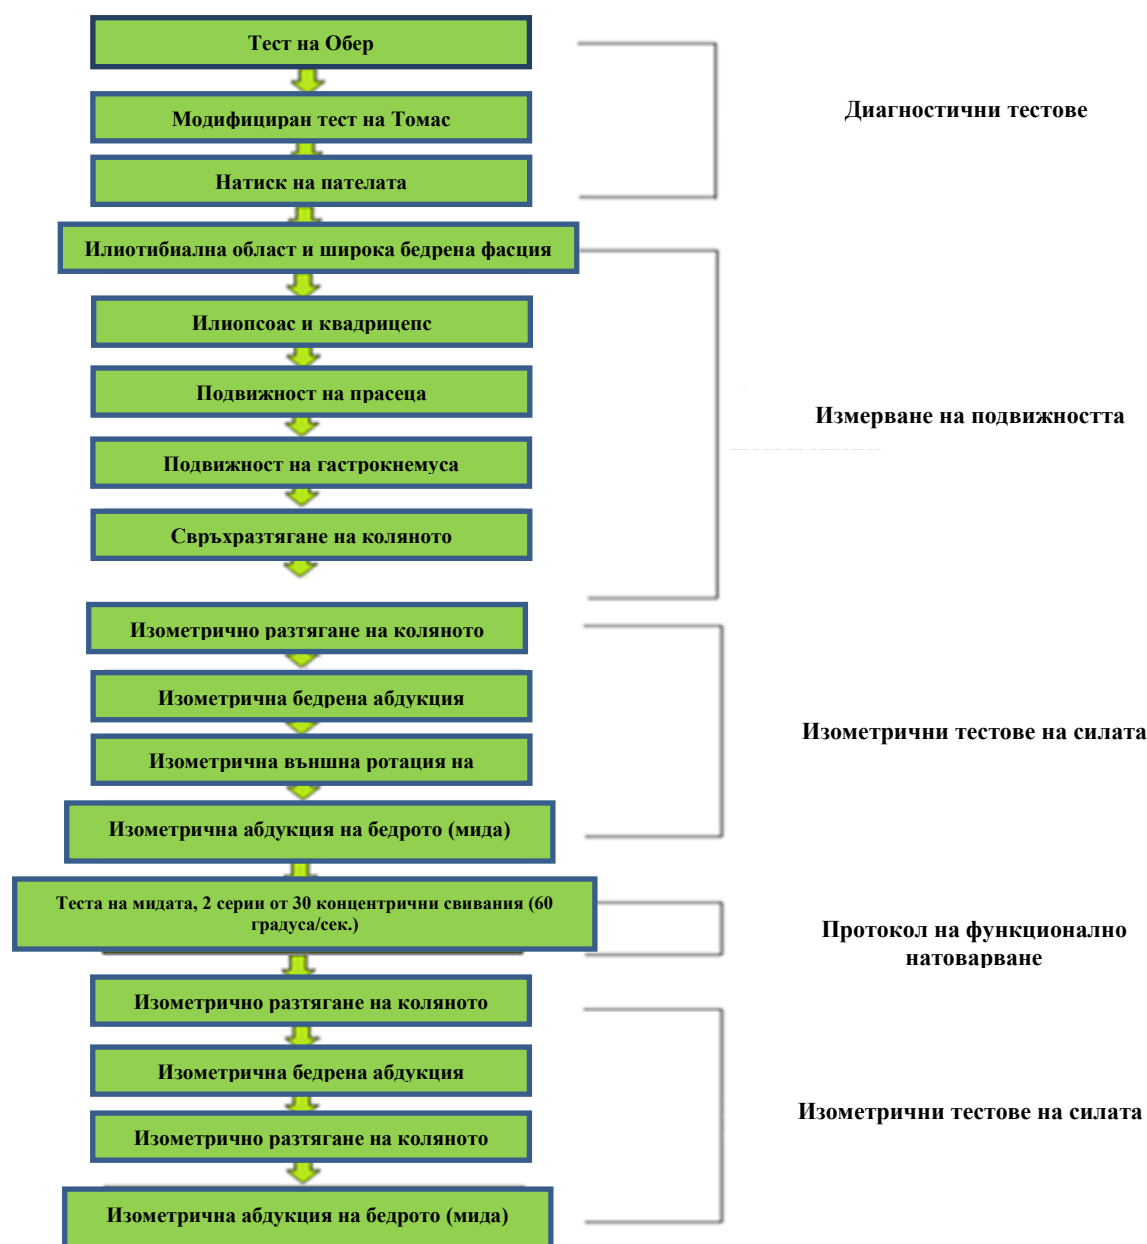 Тест на Обер
Модифициран тест на Томас
Натиск на пателата
Диагностични тестове
Илиотибиална област и широка бедрена фасция
Илиопсоас и квадрицепс
Подвижност на прасеца
Подвижност на гастрокнемуса
Свръхразтягане на коляното
Измерване на подвижността
Изометрично разтягане на коляното
Изометрична бедрена абдукция
Изометрична външна ротация на
Изометрична абдукция на бедрото (мида)
Изометрични тестове на силата
Теста на мидата, 2 серии от 30 концентрични свивания (60
градуса/сек.)
Протокол на функционално
натоварване
Изометрично разтягане на коляното
Изометрична бедрена абдукция
Изометрично разтягане на коляното
Изометрична абдукция на бедрото (мида)
Изометрични тестове на силата